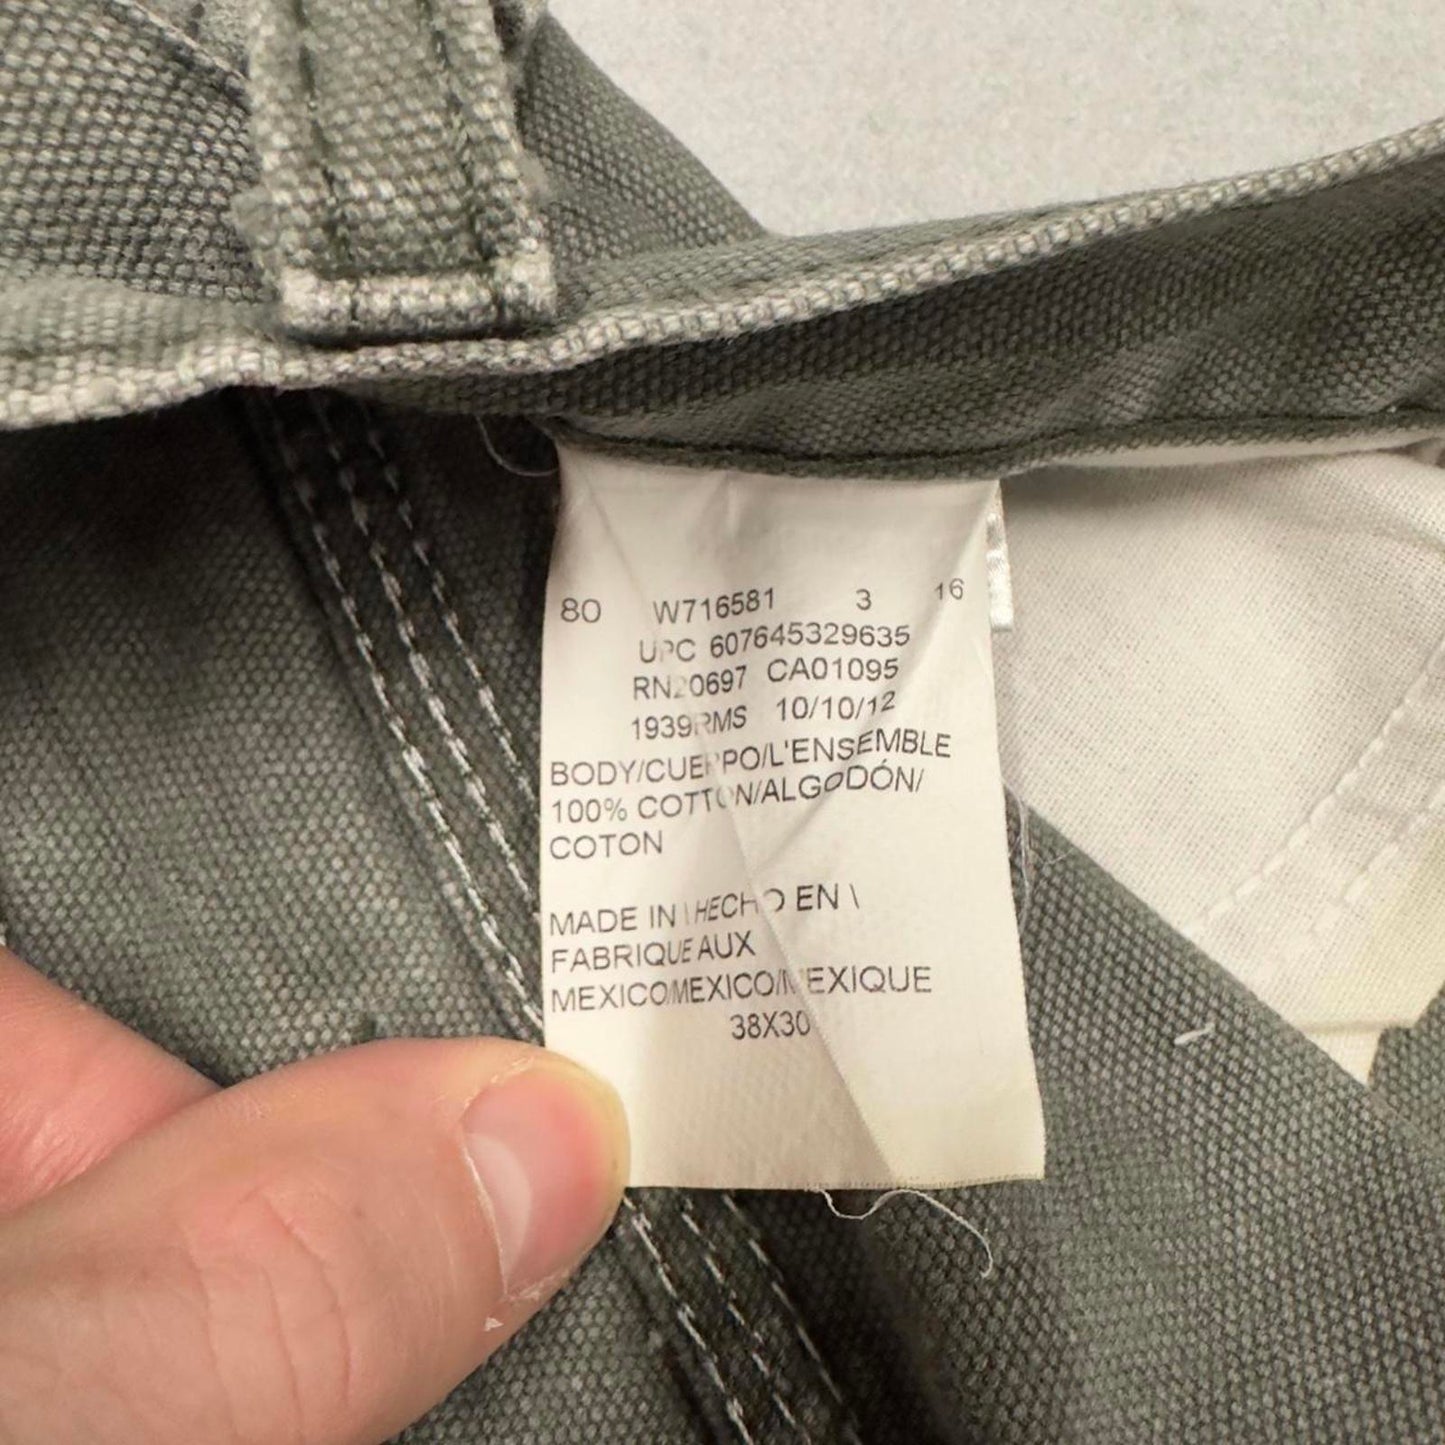 80 W716581 3 16
UPC 607645329635
RN20697 CA01095
1939RMS 10/10/12
BODY/CUERPO/L'ENSEMBLE
100% COTTON/ALGODÓN/
COTON
MADE IN \ HECHO EN \
FABRIQUE AUX
MEXICO/MEXICO/MEXIQUE
38X30